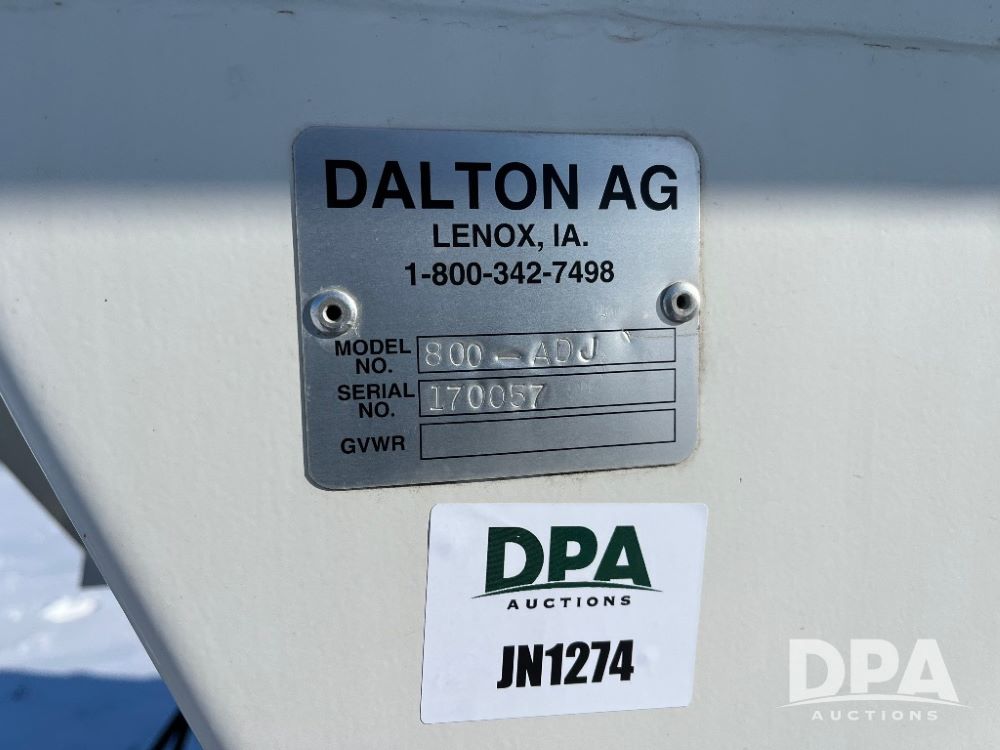 DALTON AG
LENOX, IA.
1-800-342-7498
MODEL NO. 800-ADJ
SERIAL NO. 170057
GVWR
DPA
AUCTIONS
JN1274
DPA
AUCTIONS